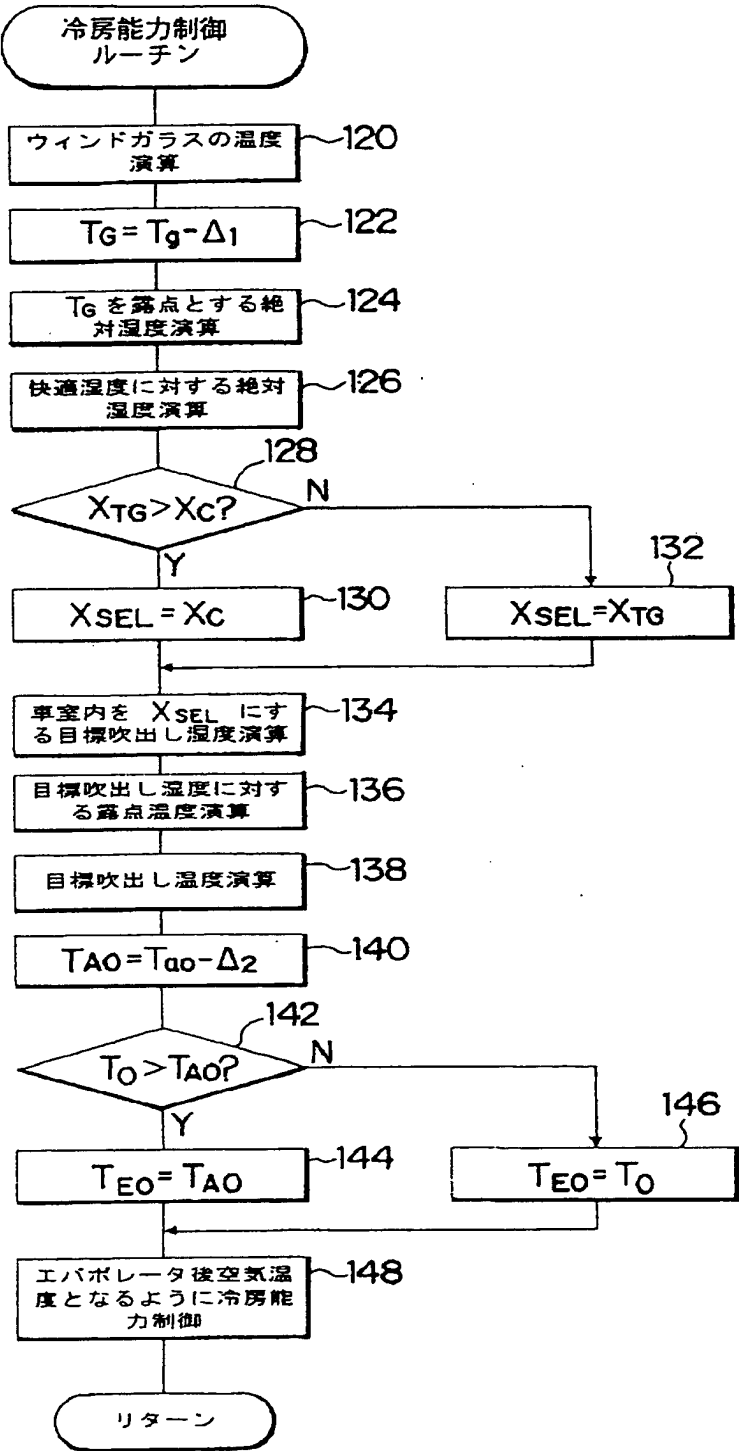 冷房能力制御
ルーチン
ウィンドガラスの温度
演算
120
TG=Tg-Δ1
122
TGを露点とする絶
対湿度演算
124
快適湿度に対する絶対
湿度演算
126
128
XTG>XC?
N
Y
XSEL=XC
130
132
XSEL=XTG
車室内を XSEL にす
る目標吹出し湿度演算
134
目標吹出し湿度に対す
る露点温度演算
136
目標吹出し温度演算
138
TAO=Tao-Δ2
140
142
TO>TAO?
N
Y
TEO=TAO
144
146
TEO=TO
エバポレータ後空気温
度となるように冷房能
力制御
148
リターン